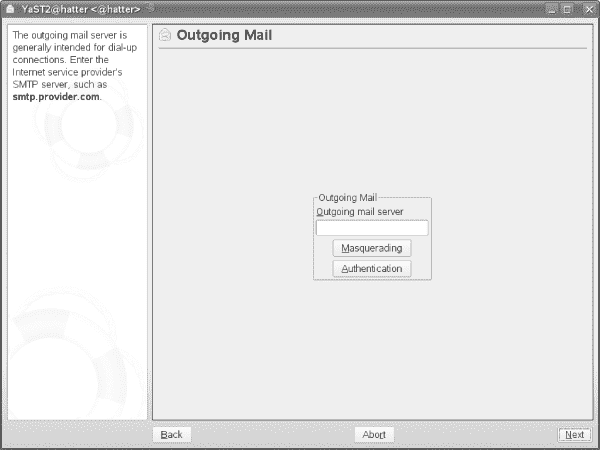 YaST2@hatter <@hatter>
The outgoing mail server is
generally intended for dial-up
connections. Enter the
Internet service provider's
SMTP server, such as
smtp.provider.com.
Outgoing Mail
Outgoing Mail
Outgoing mail server
Masquerading
Authentication
Back
Abort
Next